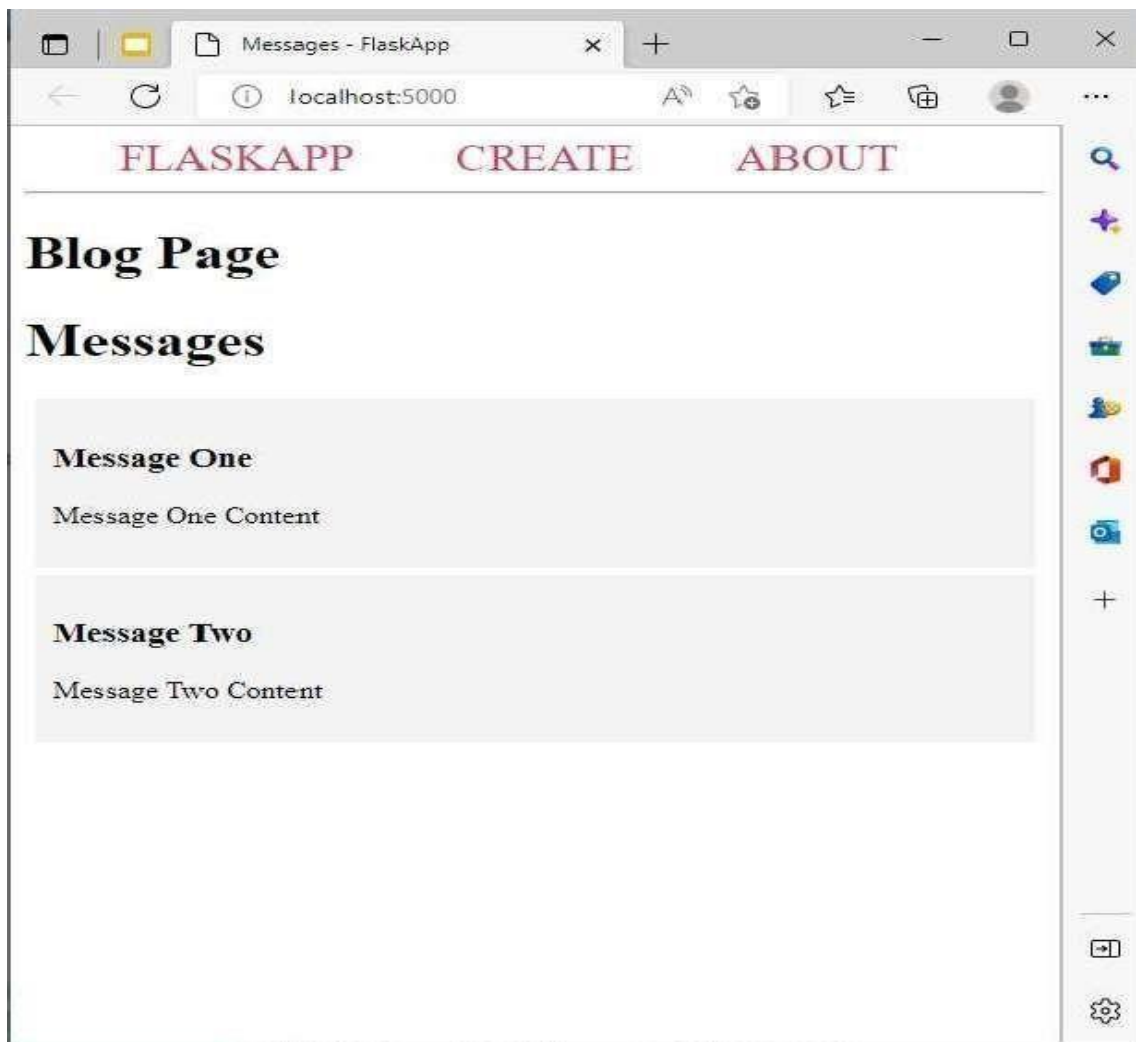 Messages - FlaskApp
localhost:5000
FLASKAPP CREATE ABOUT
Blog Page
Messages
Message One
Message One Content
Message Two
Message Two Content